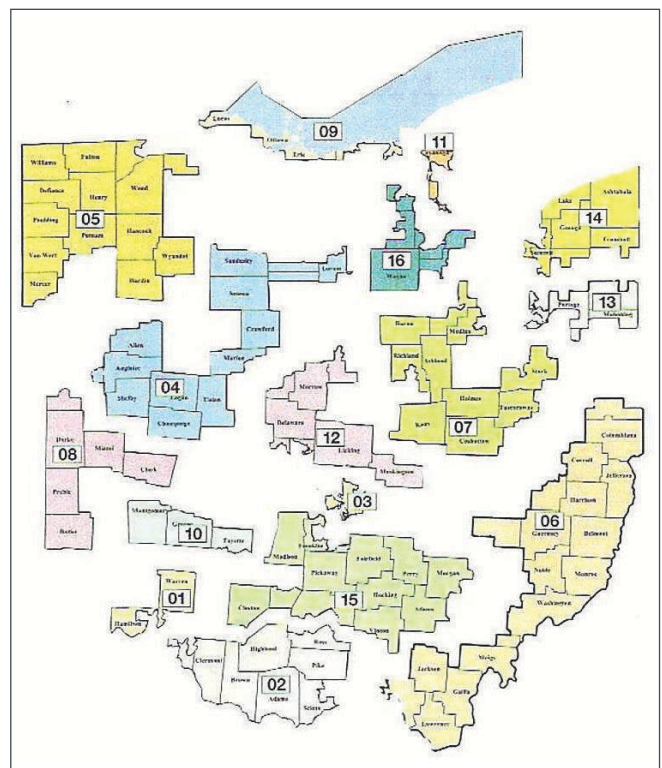 Lucas
Ottawa
Erie
09
11
Cuyahoga
Williams
Fulton
Wood
Defiance
Henry
Paulding
05
Putnam
Hancock
Van Wert
Wyandot
Mercer
Hardin
Ashtabula
Lake
14
Geauga
Trumbull
16
Wayne
Sandusky
Lorain
Seneca
Crawford
Marion
Allen
Auglaize
Shelby
04
Logan
Union
Champaign
Portage
13
Mahoning
Huron
Medina
Richland
Ashland
Stark
Holmes
Tuscarawas
Knox
07
Coshocton
Morrow
Delaware
12
Licking
Muskingum
Darke
08
Miami
Clark
Preble
Butler
03
Columbiana
Carroll
Jefferson
Harrison
06
Guernsey
Belmont
Noble
Monroe
Washington
Meigs
Jackson
Gallia
Lawrence
Montgomery
Greene
10
Fayette
Madison
Franklin
Pickaway
Fairfield
Perry
Morgan
Clinton
15
Hocking
Athens
Vinton
Warren
01
Hamilton
Clermont
Highland
Ross
Brown
Pike
02
Adams
Scioto